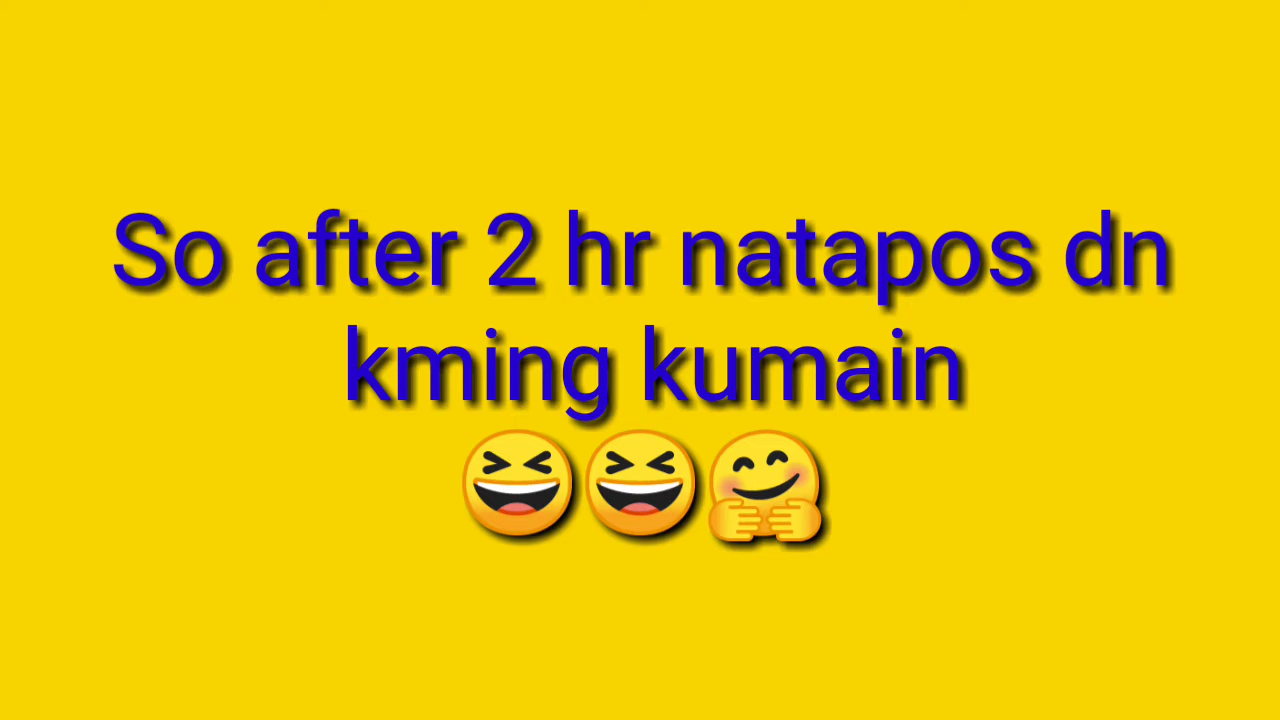 So after 2 hr natapos dn
kming kumain
😆😆🤗